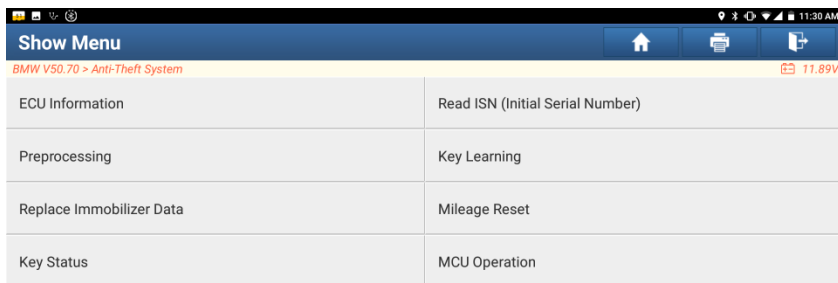 11:30 AM
Show Menu
BMW V50.70 > Anti-Theft System
11.89V
ECU Information
Read ISN (Initial Serial Number)
Preprocessing
Key Learning
Replace Immobilizer Data
Mileage Reset
Key Status
MCU Operation